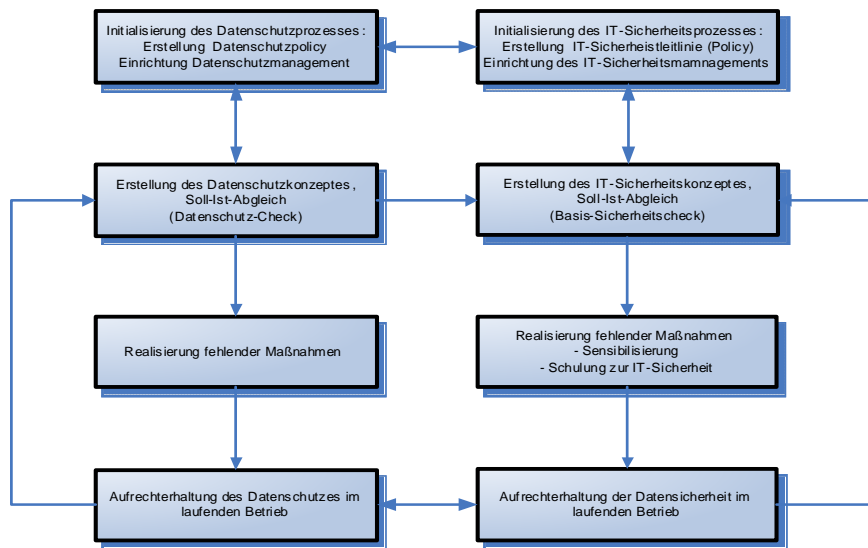 Initialisierung des Datenschutzprozesses :
Erstellung Datenschutzpolicy
Einrichtung Datenschutzmanagement
Initialisierung des IT-Sicherheitsprozesses :
Erstellung IT-Sicherheistleitlinie (Policy)
Einrichtung des IT-Sicherheitsmamnagements
Erstellung des Datenschutzkonzeptes,
Soll-Ist-Abgleich
(Datenschutz-Check)
Erstellung des IT-Sicherheitskonzeptes,
Soll-Ist-Abgleich
(Basis-Sicherheitscheck)
Realisierung fehlender Maßnahmen
Realisierung fehlender Maßnahmen
- Sensibilisierung
- Schulung zur IT-Sicherheit
Aufrechterhaltung des Datenschutzes im
laufenden Betrieb
Aufrechterhaltung der Datensicherheit im
laufenden Betrieb